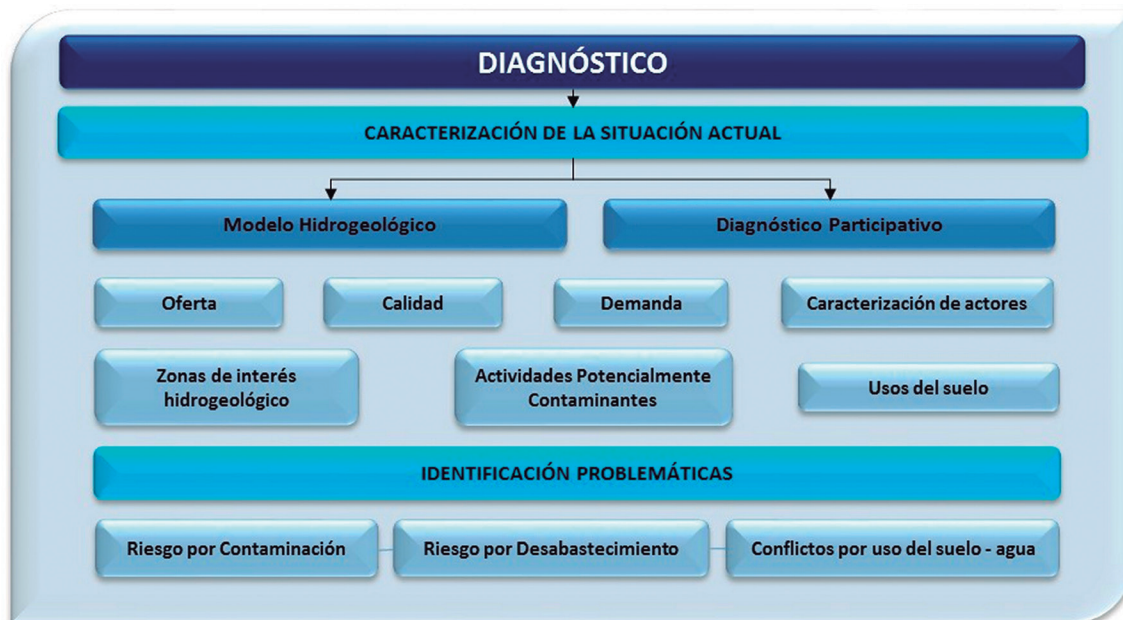 DIAGNÓSTICO
CARACTERIZACIÓN DE LA SITUACIÓN ACTUAL
Modelo Hidrogeológico
Diagnóstico Participativo
Oferta
Calidad
Demanda
Caracterización de actores
Zonas de interés
hidrogeológico
Actividades Potencialmente
Contaminantes
Usos del suelo
IDENTIFICACIÓN PROBLEMÁTICAS
Riesgo por Contaminación
Riesgo por Desabastecimiento
Conflictos por uso del suelo - agua